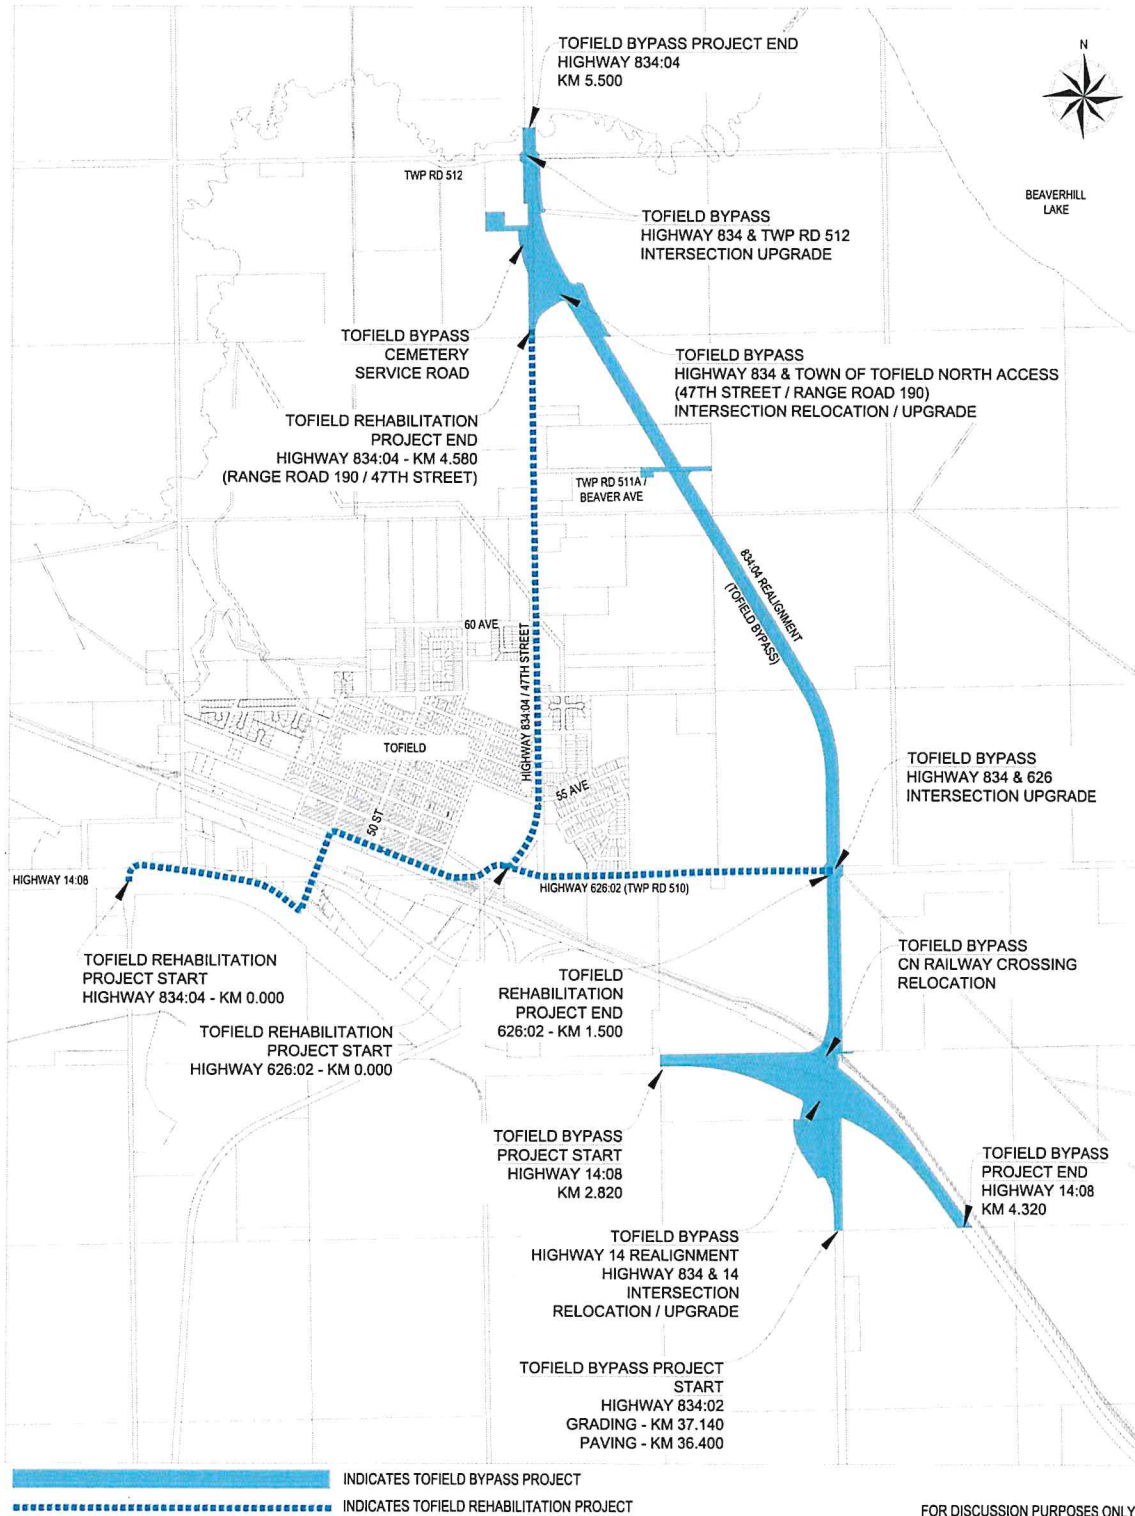 TOFIELD BYPASS PROJECT END
HIGHWAY 834:04
KM 5.500
N
TWP RD 512
BEAVERHILL
LAKE
TOFIELD BYPASS
HIGHWAY 834 & TWP RD 512
INTERSECTION UPGRADE
TOFIELD BYPASS
CEMETERY
SERVICE ROAD
TOFIELD BYPASS
HIGHWAY 834 & TOWN OF TOFIELD NORTH ACCESS
(47TH STREET / RANGE ROAD 190)
INTERSECTION RELOCATION / UPGRADE
TOFIELD REHABILITATION
PROJECT END
HIGHWAY 834:04 - KM 4.580
(RANGE ROAD 190 / 47TH STREET)
TWP RD 511A /
BEAVER AVE
834:04 REALIGNMENT
(TOFIELD BYPASS)
60 AVE
HIGHWAY 834:04 / 47TH STREET
TOFIELD
55 AVE
50 ST
TOFIELD BYPASS
HIGHWAY 834 & 626
INTERSECTION UPGRADE
HIGHWAY 14:08
HIGHWAY 626:02 (TWP RD 510)
TOFIELD REHABILITATION
PROJECT START
HIGHWAY 834:04 - KM 0.000
TOFIELD BYPASS
CN RAILWAY CROSSING
RELOCATION
TOFIELD
REHABILITATION
PROJECT END
626:02 - KM 1.500
TOFIELD REHABILITATION
PROJECT START
HIGHWAY 626:02 - KM 0.000
TOFIELD BYPASS
PROJECT START
HIGHWAY 14:08
KM 2.820
TOFIELD BYPASS
PROJECT END
HIGHWAY 14:08
KM 4.320
TOFIELD BYPASS
HIGHWAY 14 REALIGNMENT
HIGHWAY 834 & 14
INTERSECTION
RELOCATION / UPGRADE
TOFIELD BYPASS PROJECT
START
HIGHWAY 834:02
GRADING - KM 37.140
PAVING - KM 36.400
INDICATES TOFIELD BYPASS PROJECT
INDICATES TOFIELD REHABILITATION PROJECT
FOR DISCUSSION PURPOSES ONLY